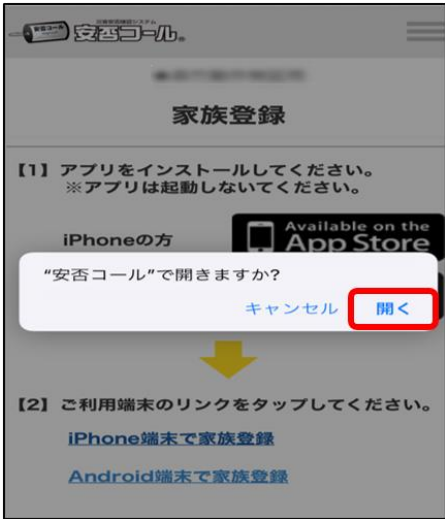 安否コール®
家族登録
【1】アプリをインストールしてください。
※アプリは起動しないでください。
iPhoneの方
Available on the
App Store
“安否コール”で開きますか?
キャンセル
開く
【2】ご利用端末のリンクをタップしてください。
iPhone端末で家族登録
Android端末で家族登録